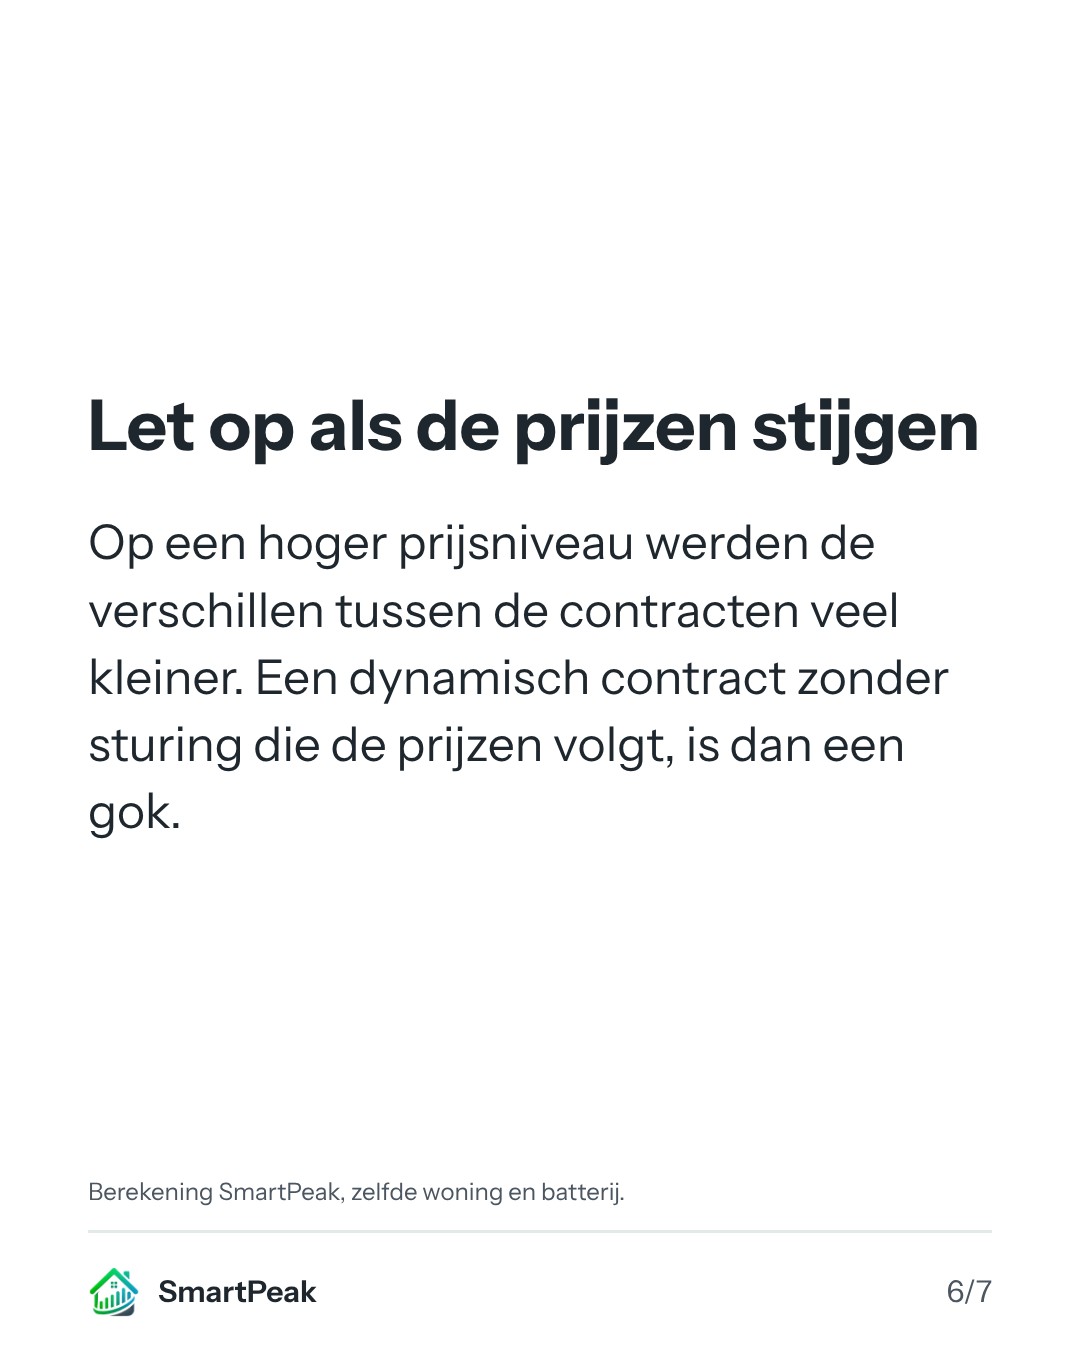 Let op als de prijzen stijgen
Op een hoger prijsniveau werden de
verschillen tussen de contracten veel
kleiner. Een dynamisch contract zonder
sturing die de prijzen volgt, is dan een
gok.
Berekening SmartPeak, zelfde woning en batterij.
SmartPeak
6/7